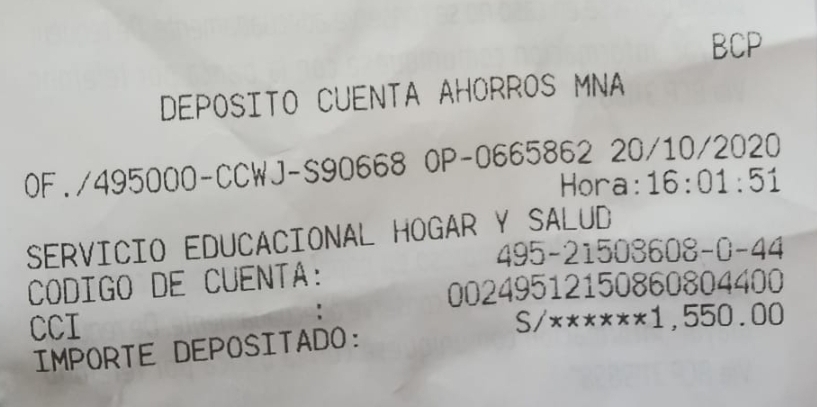 BCP
DEPOSITO CUENTA AHORROS MNA
OF./495000-CCWJ-S90668 OP-0665862 20/10/2020
Hora:16:01:51
SERVICIO EDUCACIONAL HOGAR Y SALUD
CODIGO DE CUENTA: 495-21508608-0-44
CCI : 00249512150860804400
IMPORTE DEPOSITADO: S/******1,550.00